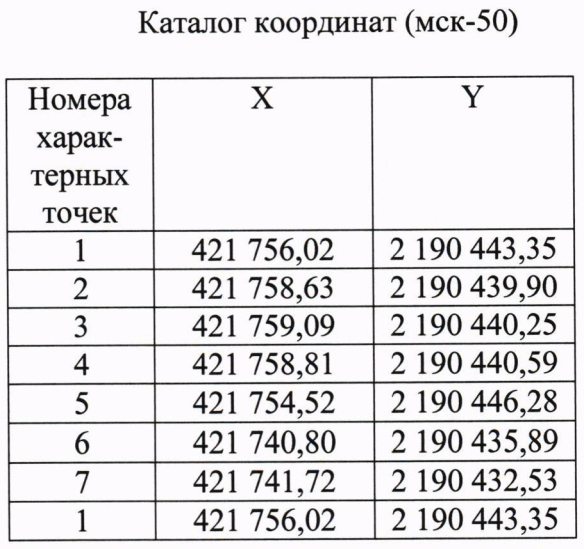 Каталог координат (мск-50)
Номера X Y
харак-
терных
точек
1 421 756,02 2 190 443,35
2 421 758,63 2 190 439,90
3 421 759,09 2 190 440,25
4 421 758,81 2 190 440,59
5 421 754,52 2 190 446,28
6 421 740,80 2 190 435,89
7 421 741,72 2 190 432,53
1 421 756,02 2 190 443,35